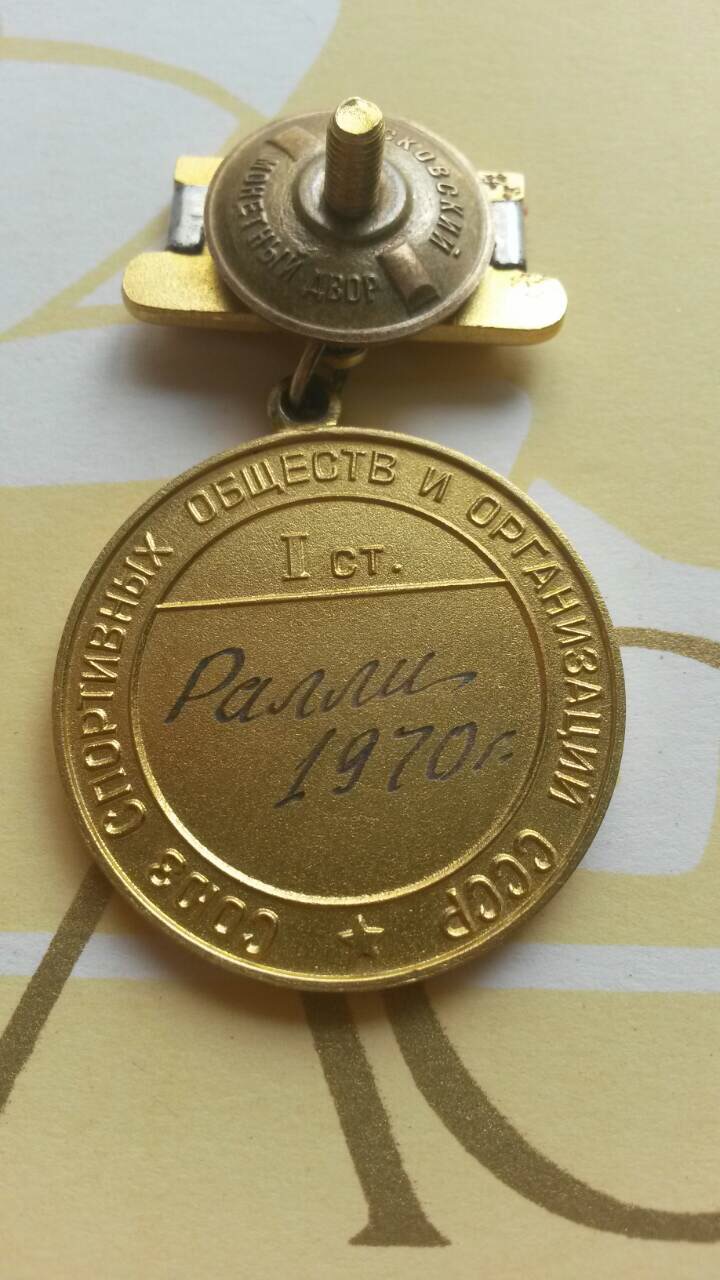 МОСКОВСКИЙ
МОНЕТНЫЙ ДВОР
СОЮЗ СПОРТИВНЫХ ОБЩЕСТВ И ОРГАНИЗАЦИЙ СССР
I СТ.
Ралли
1970г.